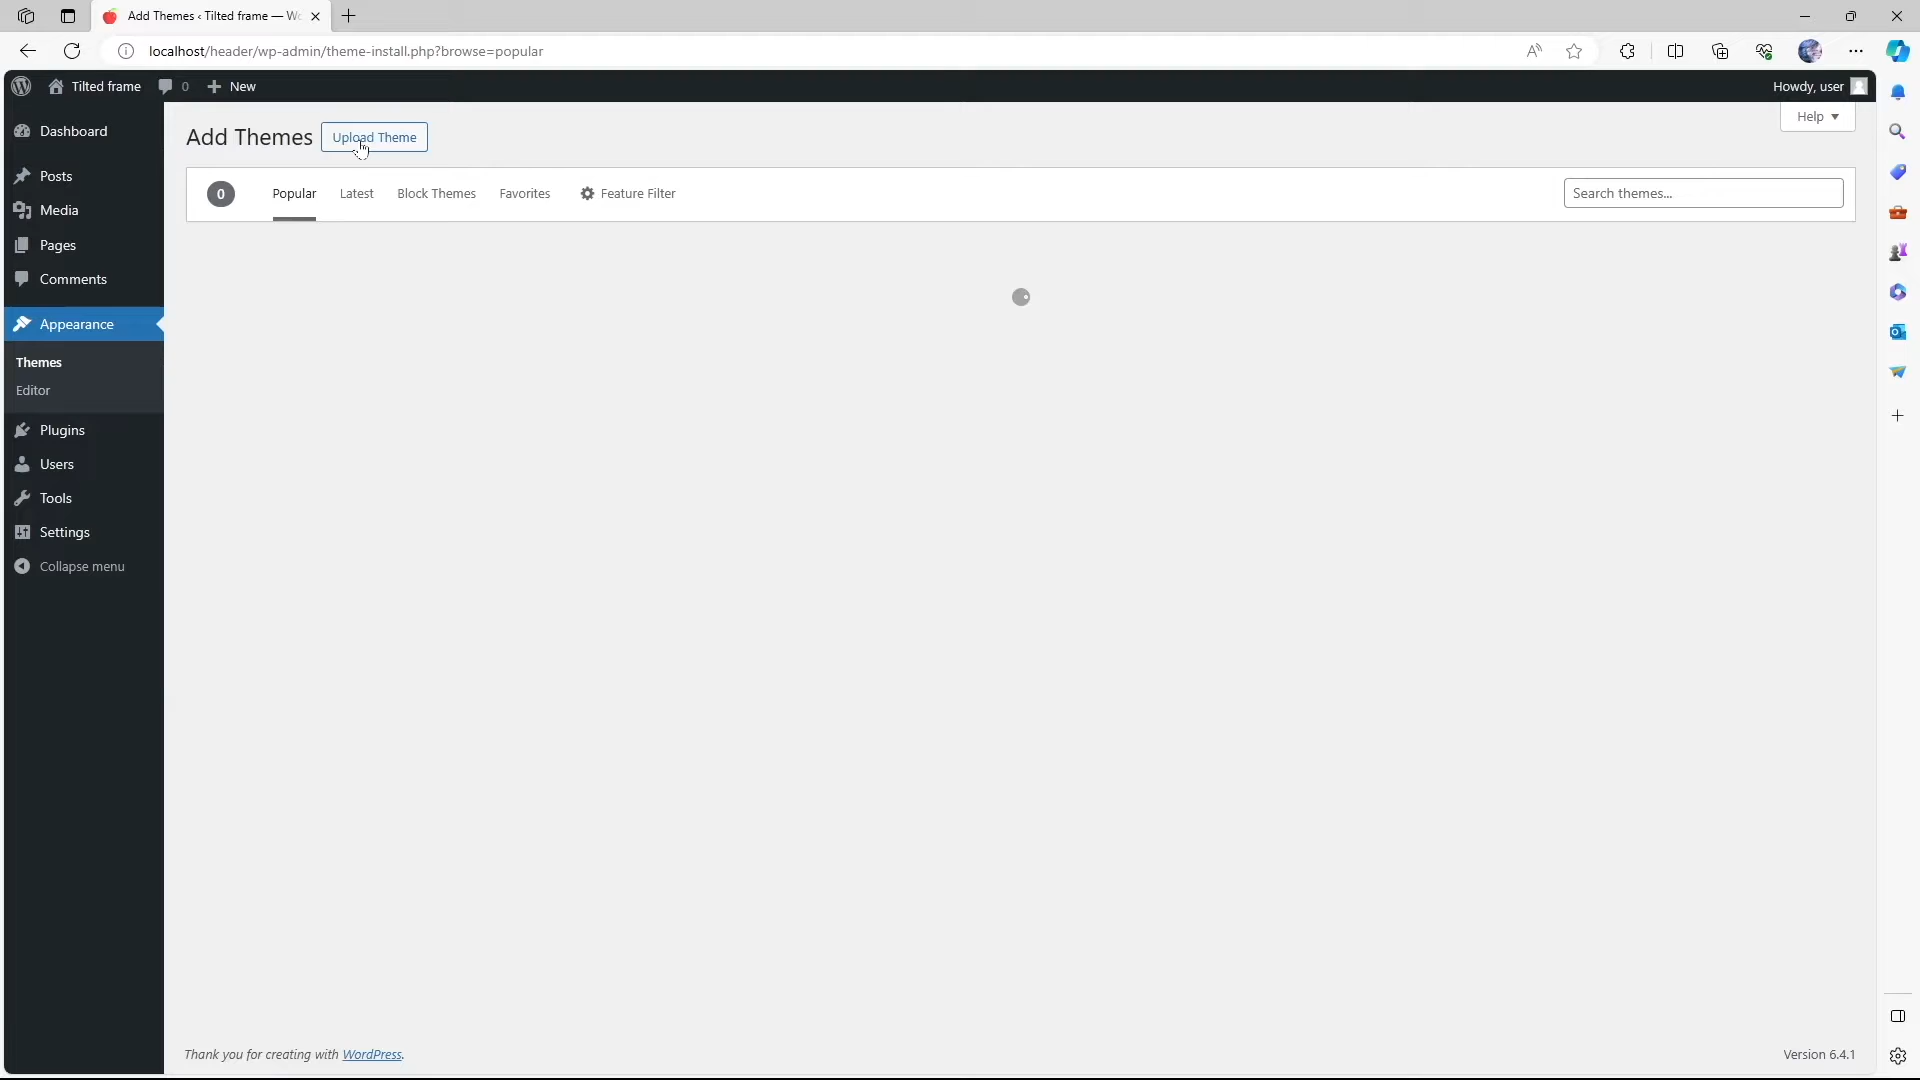 Add Themes ‹ Tilted frame — Wo
localhost/header/wp-admin/theme-install.php?browse=popular
Tilted frame
0
New
Howdy, user
Dashboard
Posts
Media
Pages
Comments
Appearance
Themes
Editor
Plugins
Users
Tools
Settings
Collapse menu
Help
Add Themes
Upload Theme
0
Popular
Latest
Block Themes
Favorites
Feature Filter
Search themes...
Thank you for creating with WordPress.
Version 6.4.1